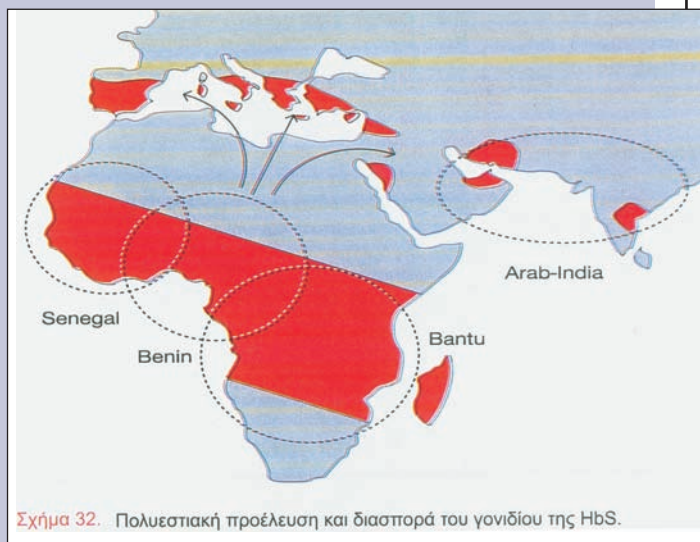 Senegal
Benin
Bantu
Arab-India
Σχήμα 32. Πολυεστιακή προέλευση και διασπορά του γονιδίου της HbS.